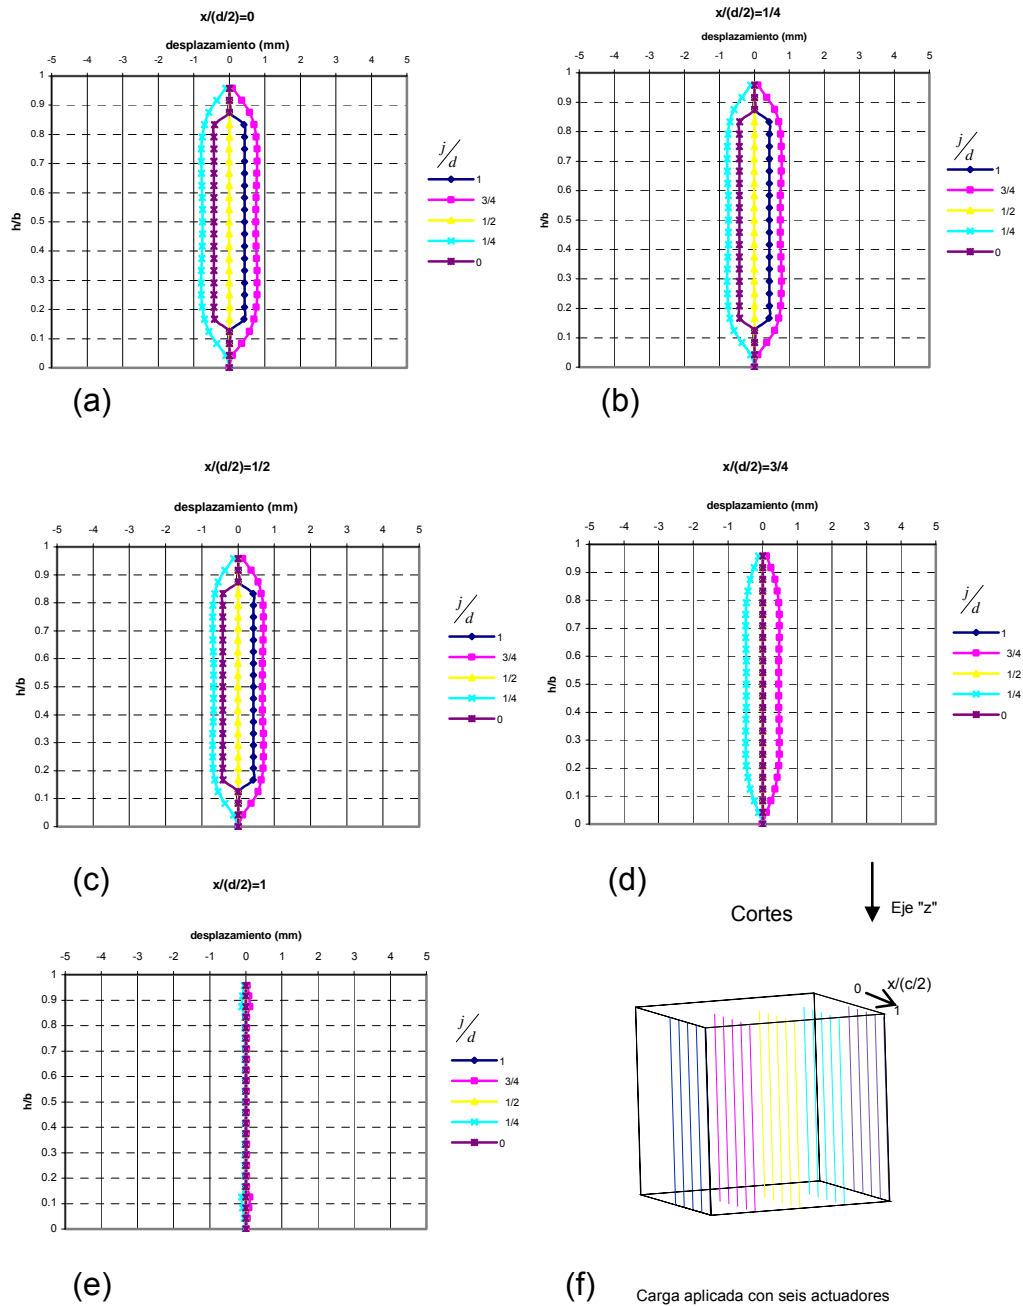 x/(d/2)=0
desplazamiento (mm)
-5 -4 -3 -2 -1 0 1 2 3 4 5
1
0.9
0.8
0.7
0.6
0.5
0.4
0.3
0.2
0.1
0
h/b
j/d
1
3/4
1/2
1/4
0
(a)
x/(d/2)=1/4
desplazamiento (mm)
-5 -4 -3 -2 -1 0 1 2 3 4 5
1
0.9
0.8
0.7
0.6
0.5
0.4
0.3
0.2
0.1
0
h/b
j/d
1
3/4
1/2
1/4
0
(b)
x/(d/2)=1/2
desplazamiento (mm)
-5 -4 -3 -2 -1 0 1 2 3 4 5
1
0.9
0.8
0.7
0.6
0.5
0.4
0.3
0.2
0.1
0
h/b
j/d
1
3/4
1/2
1/4
0
(c)
x/(d/2)=3/4
desplazamiento (mm)
-5 -4 -3 -2 -1 0 1 2 3 4 5
1
0.9
0.8
0.7
0.6
0.5
0.4
0.3
0.2
0.1
0
h/b
j/d
1
3/4
1/2
1/4
0
(d)
x/(d/2)=1
desplazamiento (mm)
-5 -4 -3 -2 -1 0 1 2 3 4 5
1
0.9
0.8
0.7
0.6
0.5
0.4
0.3
0.2
0.1
0
h/b
j/d
1
3/4
1/2
1/4
0
(e)
Cortes
Eje "z"
0
x/(c/2)
1
(f)
Carga aplicada con seis actuadores